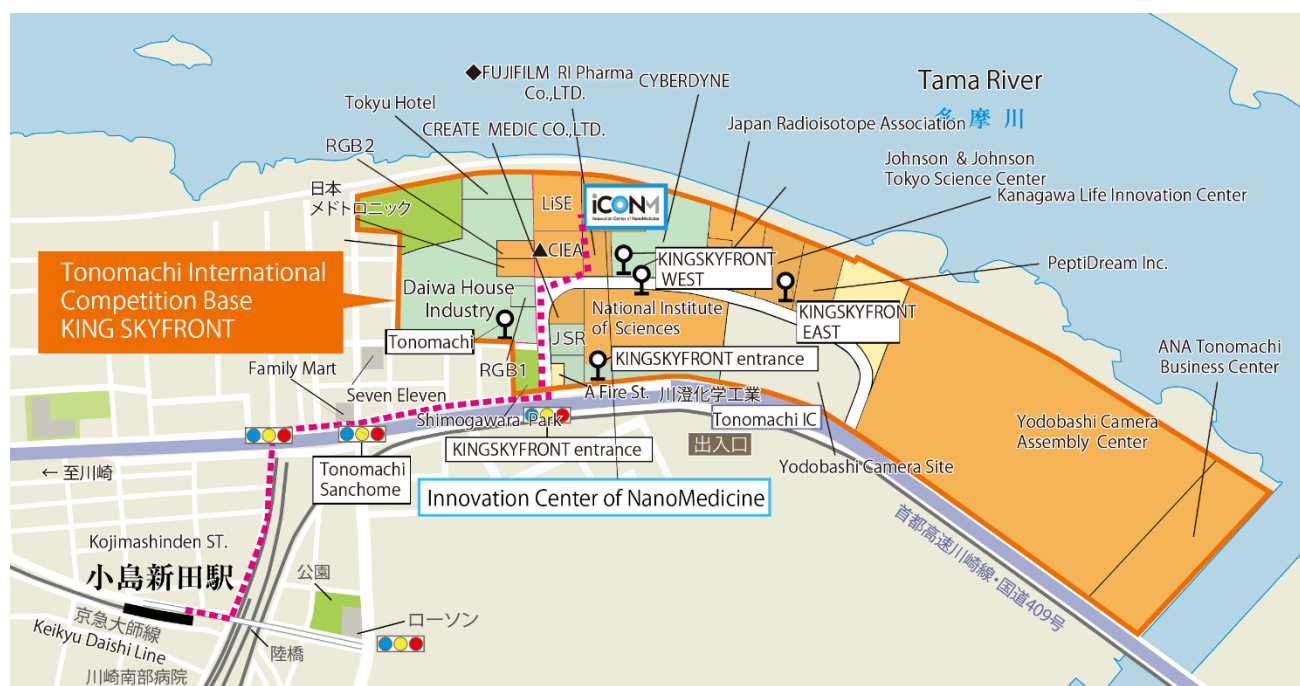 ◆FUJIFILM RI Pharma
Co.,LTD.
CYBERDYNE
Tama River
多摩川
Tokyu Hotel
CREATE MEDIC CO.,LTD.
Japan Radioisotope Association
RGB2
Johnson & Johnson
Tokyo Science Center
日本
メドトロニック
Kanagawa Life Innovation Center
LiSE
iCONM
Innovation Center of NanoMedicine
▲CIEA
KINGSKYFRONT
WEST
PeptiDream Inc.
Tonomachi International
Competition Base
KING SKYFRONT
Daiwa House
Industry
National Institute
of Sciences
KINGSKYFRONT
EAST
Tonomachi
JSR
KINGSKYFRONT entrance
ANA Tonomachi
Business Center
Family Mart
RGB1
Seven Eleven
A Fire St.
川澄化学工業
Shimogawara Park
Tonomachi IC
Yodobashi Camera
Assembly Center
KINGSKYFRONT entrance
出入口
← 至川崎
Tonomachi
Sanchome
Yodobashi Camera Site
Innovation Center of NanoMedicine
首都高速川崎線・国道409号
Kojimashinden ST.
小島新田駅
公園
京急大師線
Keikyu Daishi Line
ローソン
陸橋
川崎南部病院